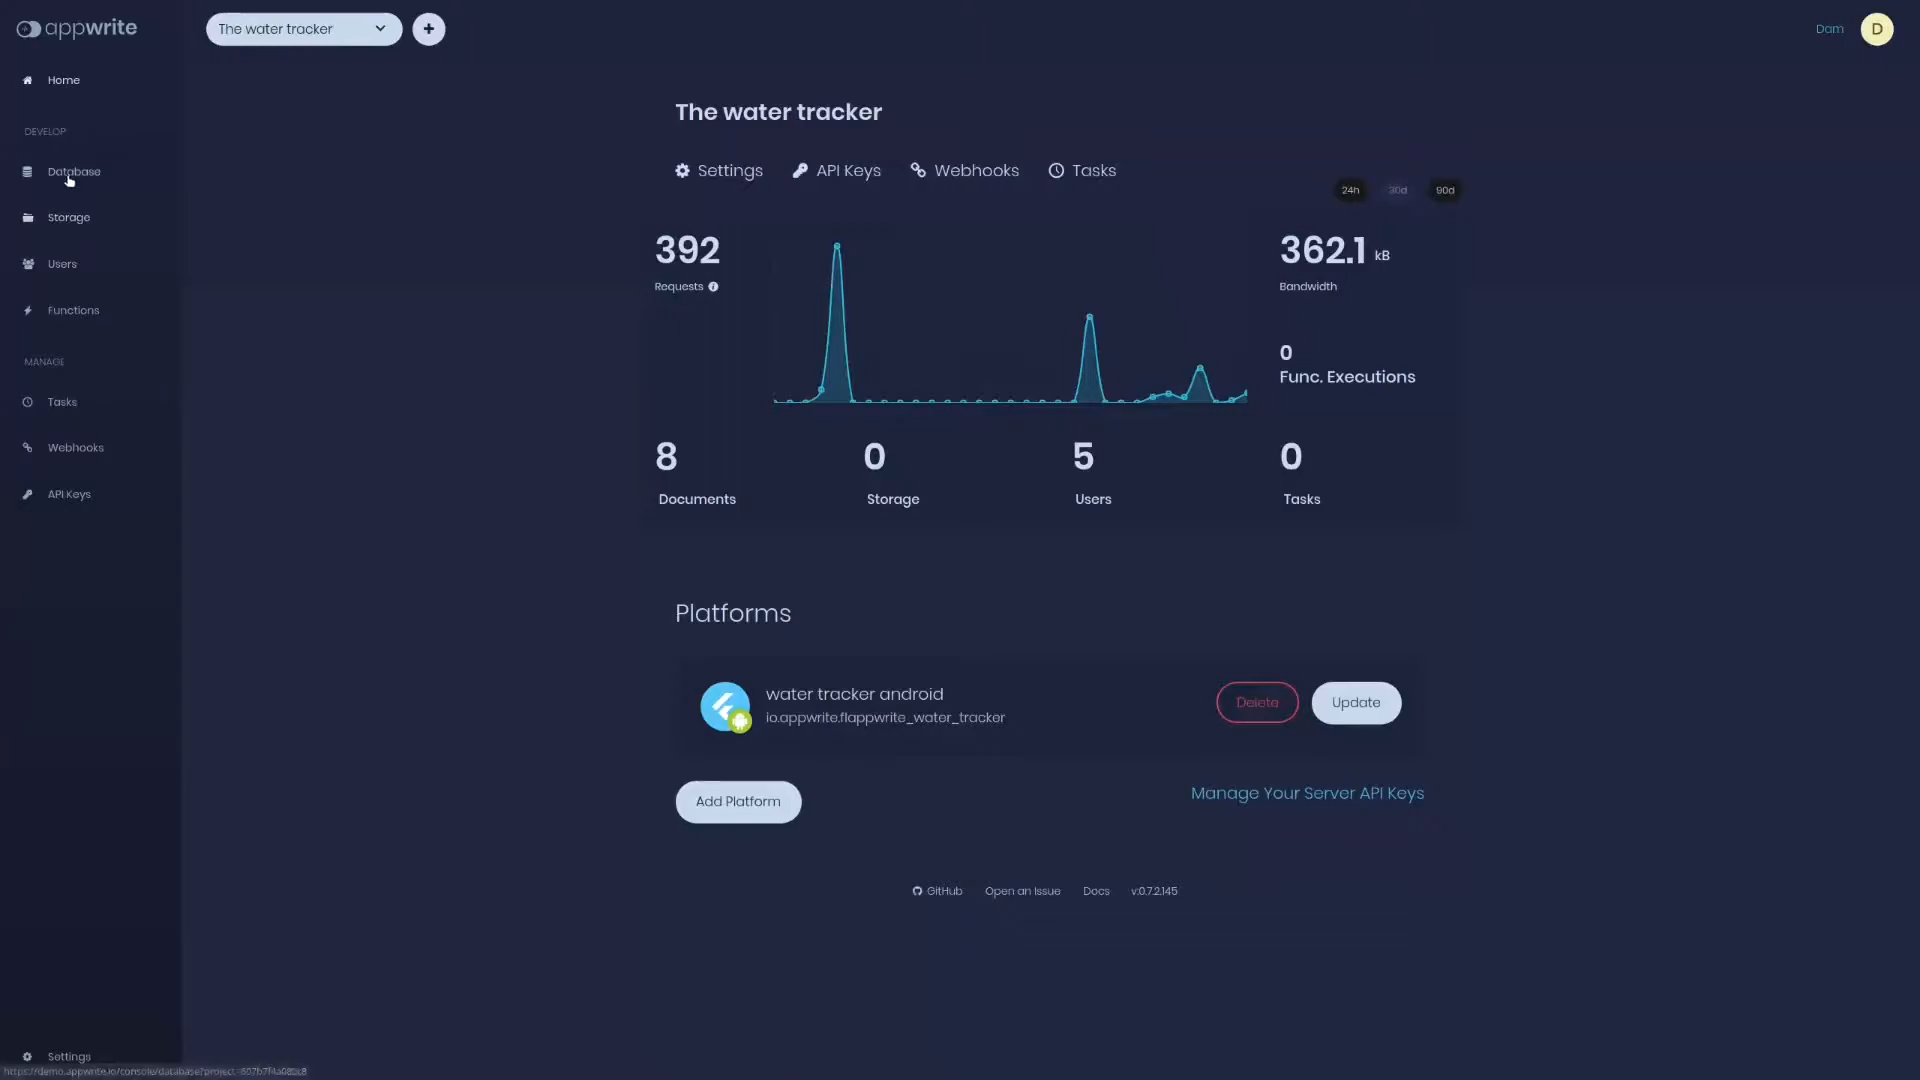 appwrite
The water tracker
+
Dam
D
Home
DEVELOP
Database
Storage
Users
Functions
MANAGE
Tasks
Webhooks
API Keys
Settings
The water tracker
Settings API Keys Webhooks Tasks
24h 30d 90d
392
Requests
362.1 kB
Bandwidth
0
Func. Executions
8
Documents
0
Storage
5
Users
0
Tasks
Platforms
water tracker android
io.appwrite.flappwrite_water_tracker
Delete
Update
Add Platform
Manage Your Server API Keys
GitHub Open an Issue Docs v:0.7.2.145